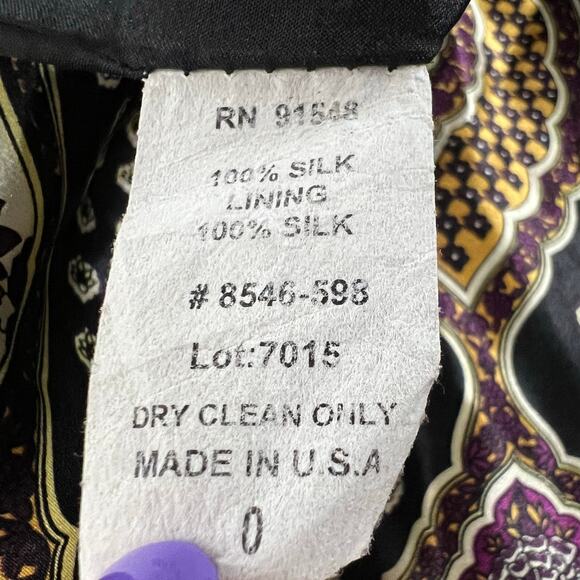 RN 91548
100% SILK
LINING
100% SILK
# 8546-598
Lot:7015
DRY CLEAN ONLY
MADE IN U.S.A
0